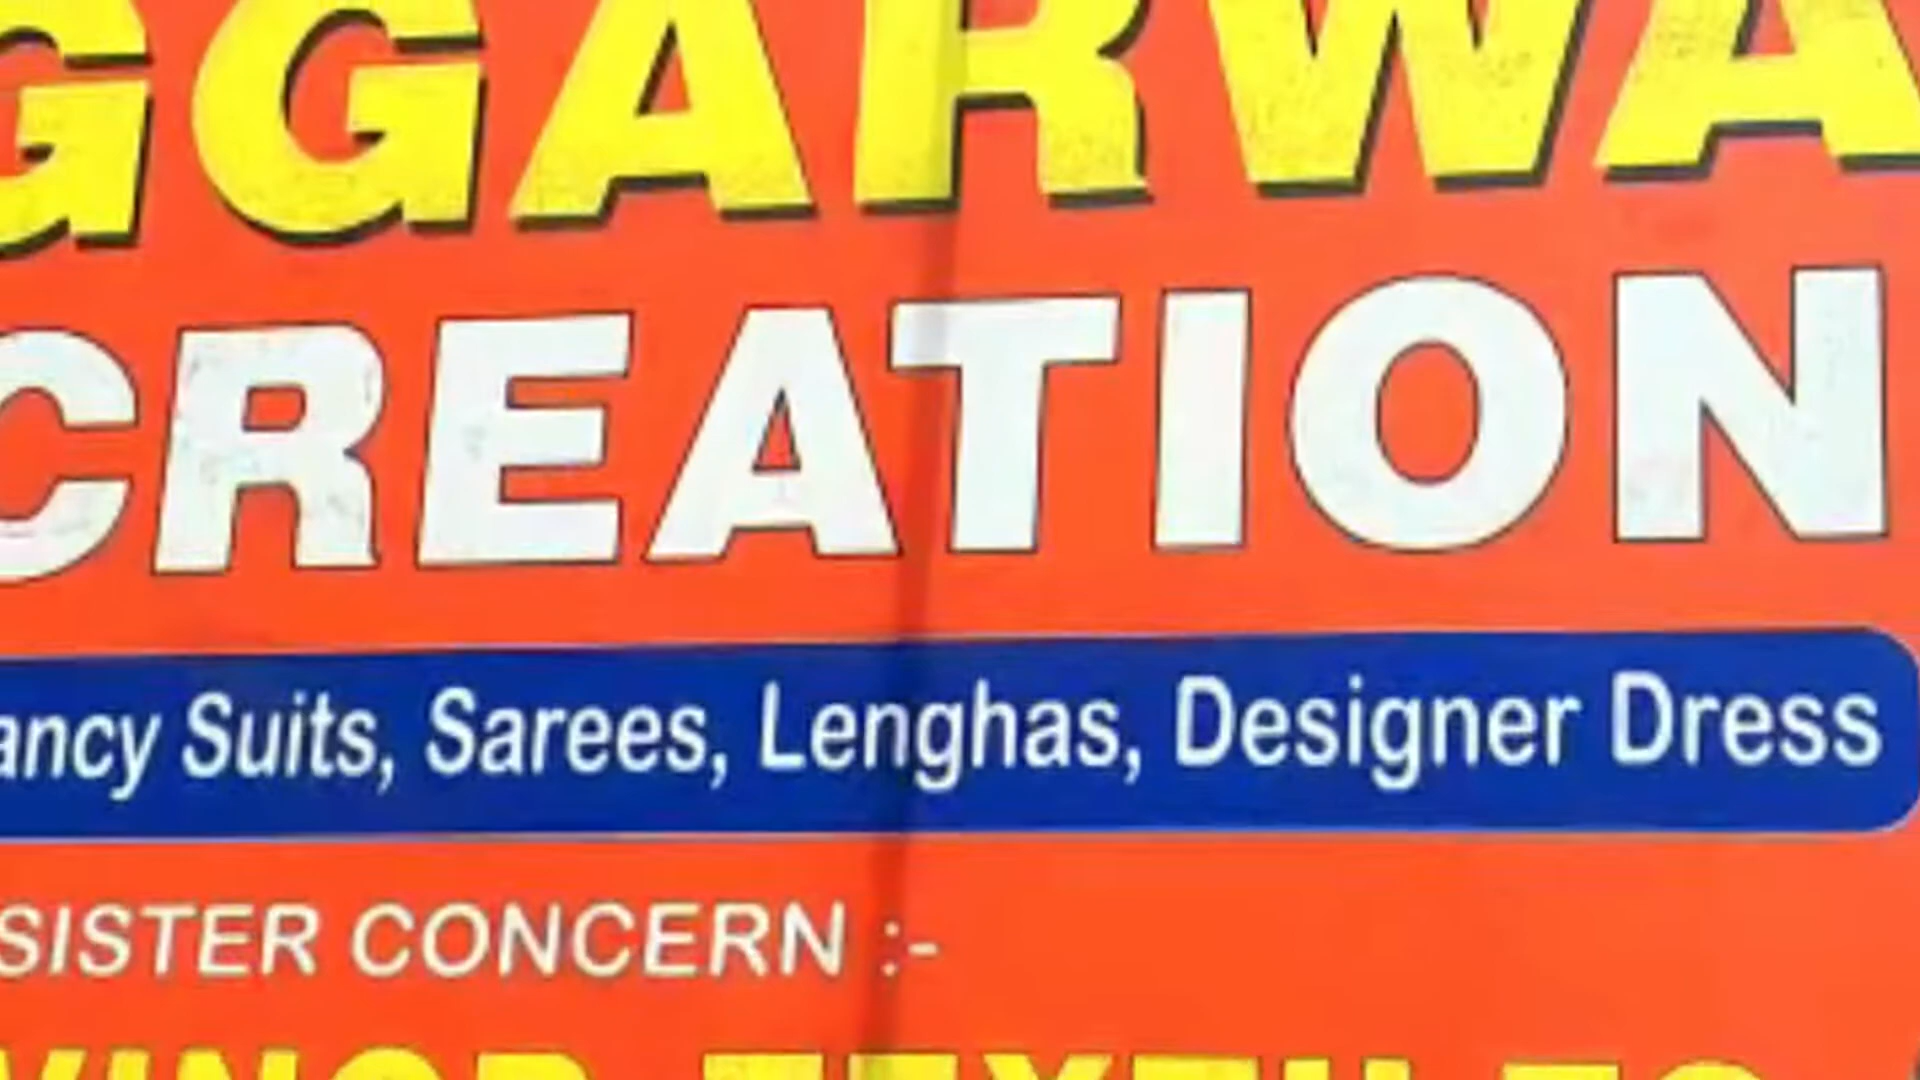 GGARWA
CREATION
ancy Suits, Sarees, Lenghas, Designer Dress
SISTER CONCERN :-